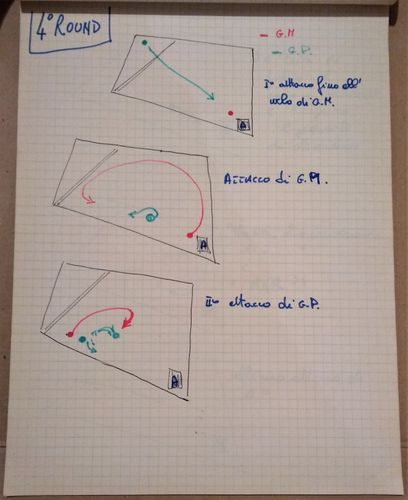 4° ROUND
- G.M
- G.P.
I° attacco fino all'
urlo di G.M.
A
ATTACCO di G.M.
A
II° attacco di G.P.
A